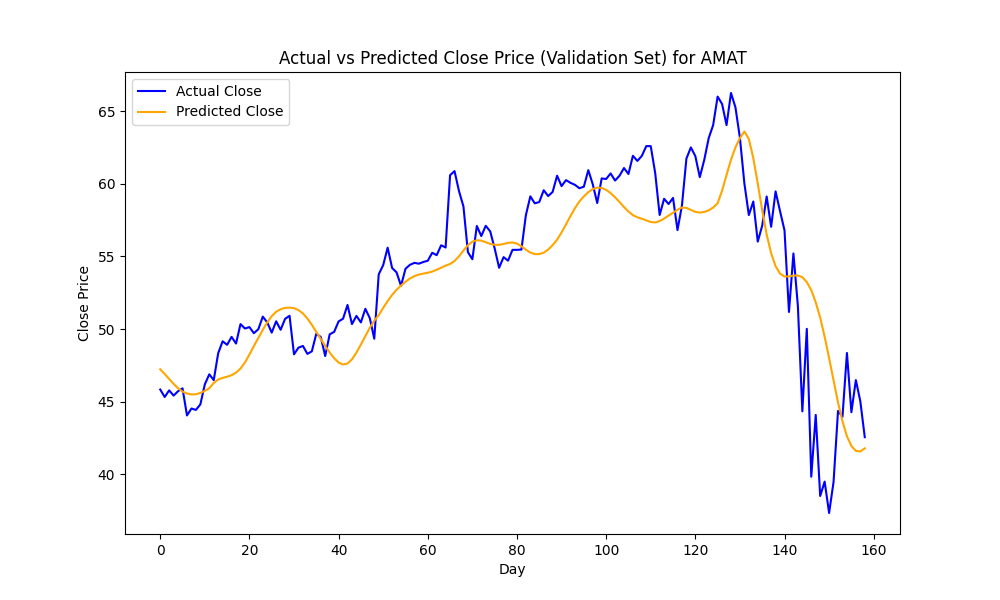 Actual vs Predicted Close Price (Validation Set) for AMAT
Actual Close
Predicted Close
Close Price
65
60
55
50
45
40
0 20 40 60 80 100 120 140 160
Day